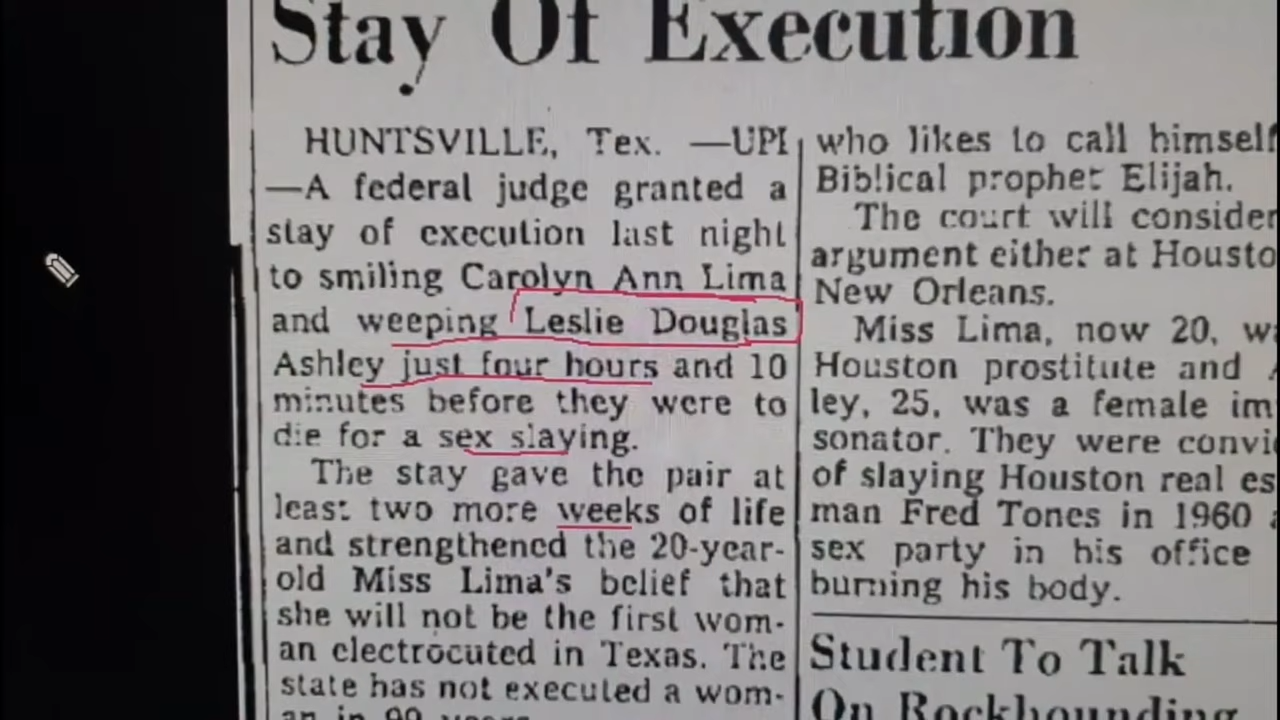 Stay Of Execution
HUNTSVILLE, Tex. —UPI
—A federal judge granted a
stay of execution last night
to smiling Carolyn Ann Lima
and weeping Leslie Douglas
Ashley just four hours and 10
minutes before they were to
die for a sex slaying.
The stay gave the pair at
least two more weeks of life
and strengthened the 20-year-
old Miss Lima's belief that
she will not be the first wom-
an electrocuted in Texas. The
state has not executed a wom-
an in 99 years.
who likes to call himself
Biblical prophet Elijah.
The court will consider
argument either at Housto
New Orleans.
Miss Lima, now 20, w
Houston prostitute and A
ley, 25, was a female im
sonator. They were convi
of slaying Houston real es
man Fred Tones in 1960 a
sex party in his office
burning his body.
Student To Talk
On Rockhounding